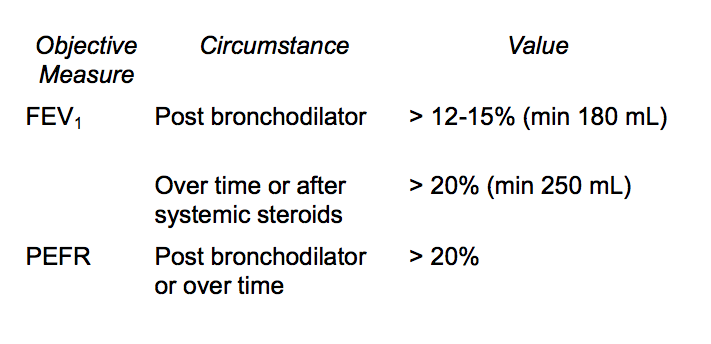 Objective Circumstance Value
Measure
FEV₁ Post bronchodilator > 12-15% (min 180 mL)
Over time or after > 20% (min 250 mL)
systemic steroids
PEFR Post bronchodilator > 20%
or over time